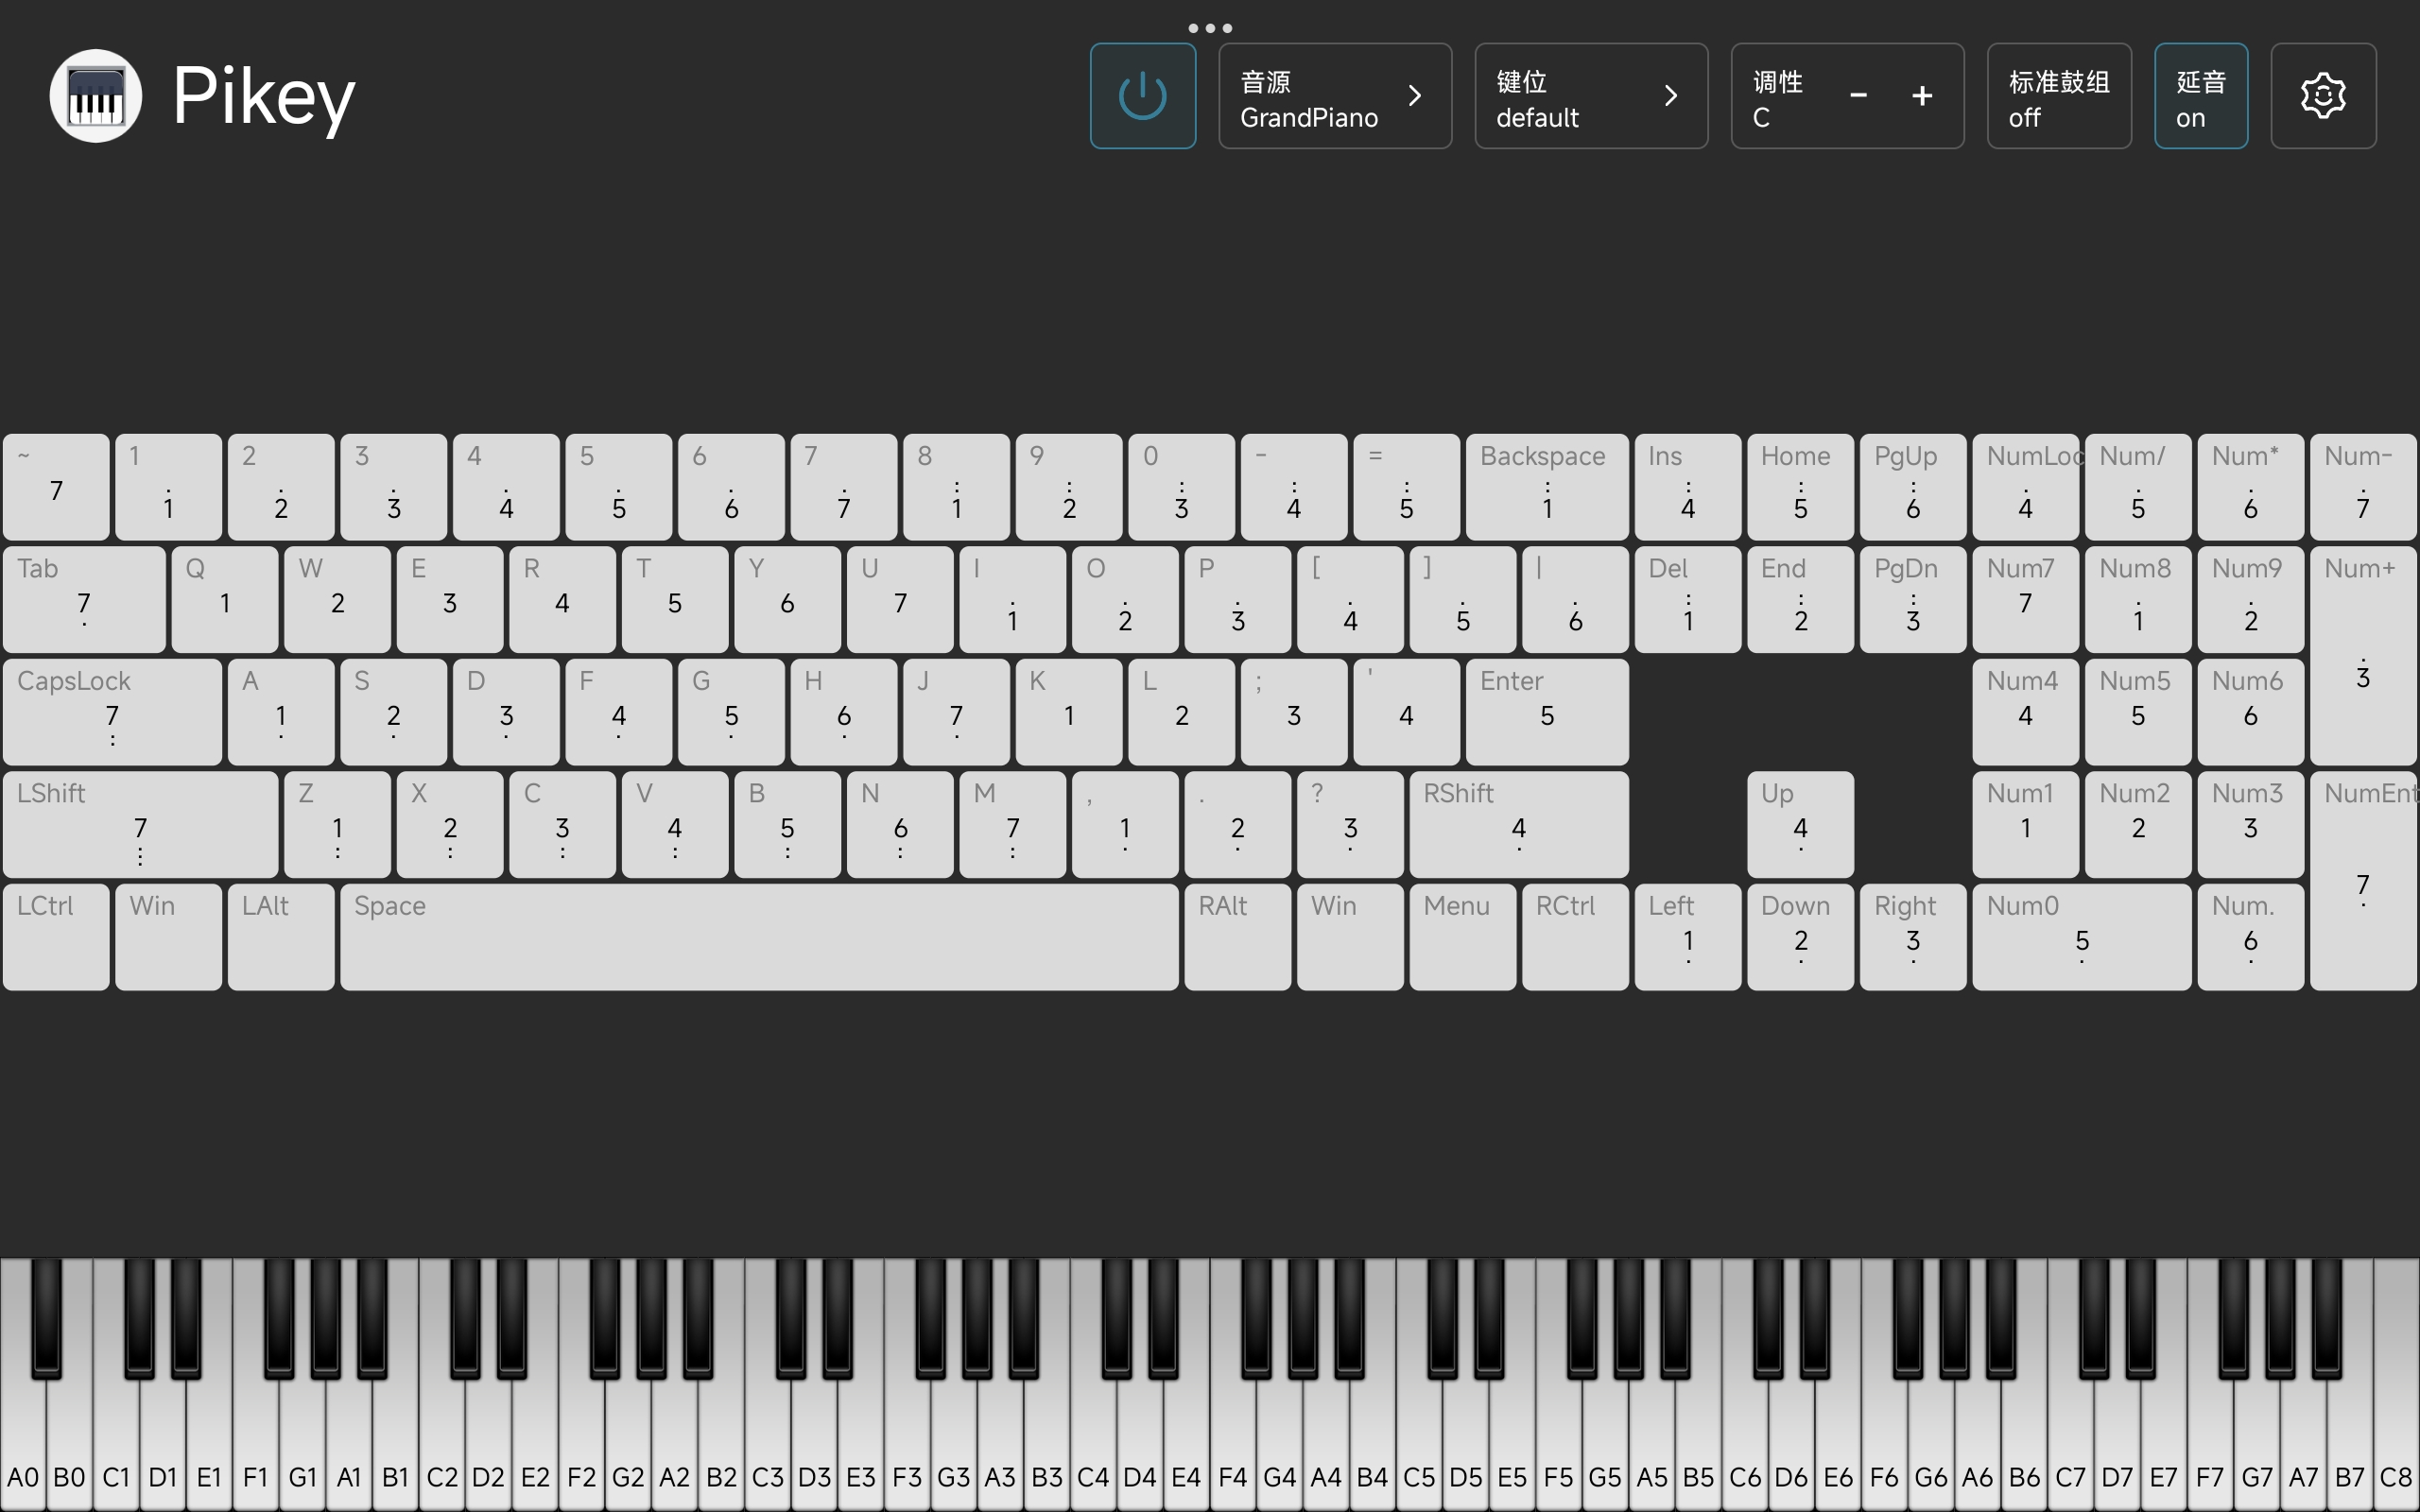 Pikey
音源
GrandPiano
键位
default
调性
C
- +
标准鼓组
off
延音
on
~ 1 2 3 4 5 6 7 8 9 0 - = Backspace Ins Home PgUp NumLoc Num/ Num* Num-
7 1 2 3 4 5 6 7 1 2 3 4 5 1 4 5 6 4 5 6 7
Tab Q W E R T Y U I O P [ ] | Del End PgDn Num7 Num8 Num9 Num+
7 1 2 3 4 5 6 7 1 2 3 4 5 6 1 2 3 7 1 2 3
CapsLock A S D F G H J K L ; ' Enter Num4 Num5 Num6
7 1 2 3 4 5 6 7 1 2 3 4 5 4 5 6
LShift Z X C V B N M , . ? RShift Up Num1 Num2 Num3 NumEnt
7 1 2 3 4 5 6 7 1 2 3 4 4 1 2 3 7
LCtrl Win LAlt Space RAlt Win Menu RCtrl Left Down Right Num0 Num.
1 2 3 5 6
A0 B0 C1 D1 E1 F1 G1 A1 B1 C2 D2 E2 F2 G2 A2 B2 C3 D3 E3 F3 G3 A3 B3 C4 D4 E4 F4 G4 A4 B4 C5 D5 E5 F5 G5 A5 B5 C6 D6 E6 F6 G6 A6 B6 C7 D7 E7 F7 G7 A7 B7 C8